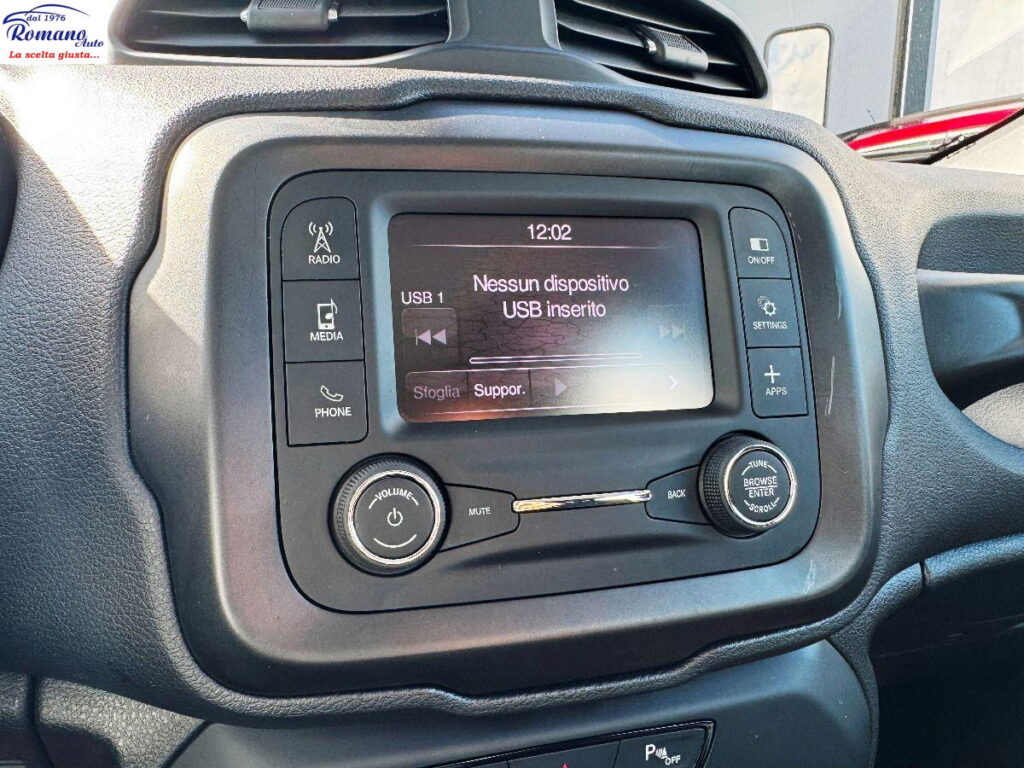 dal 1976
Romano
Auto
La scelta giusta...
12:02
Nessun dispositivo
USB inserito
USB 1
Sfoglia Suppor.
RADIO
MEDIA
PHONE
ON/OFF
SETTINGS
APPS
VOLUME
MUTE
BACK
TUNE
BROWSE
ENTER
SCROLL
P OFF